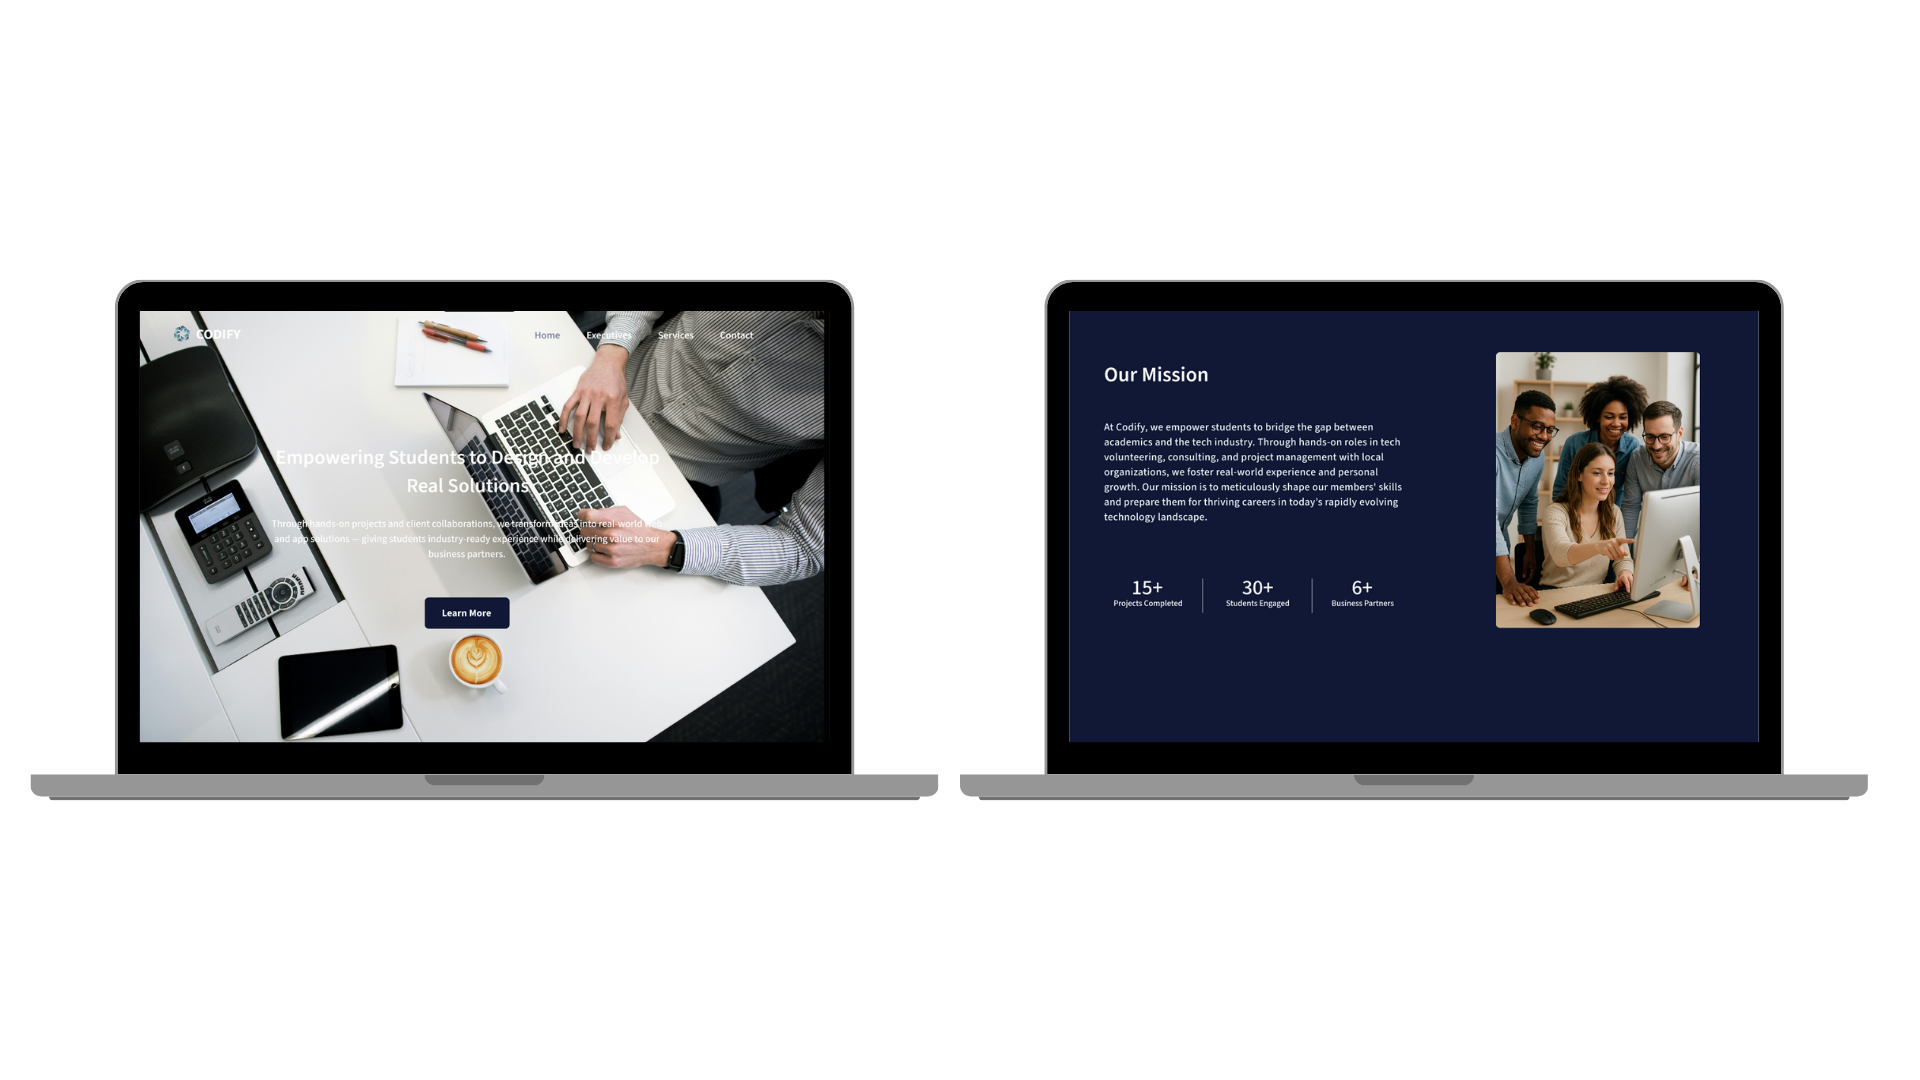 CODIFY
Home Executives Services Contact
Empowering Students to Design and Develop
Real Solutions
Through hands-on projects and client collaborations, we transform ideas into real-world web
and app solutions — giving students industry-ready experience while delivering value to our
business partners.
Learn More
Our Mission
At Codify, we empower students to bridge the gap between
academics and the tech industry. Through hands-on roles in tech
volunteering, consulting, and project management with local
organizations, we foster real-world experience and personal
growth. Our mission is to meticulously shape our members' skills
and prepare them for thriving careers in today's rapidly evolving
technology landscape.
15+ 30+ 6+
Projects Completed Students Engaged Business Partners